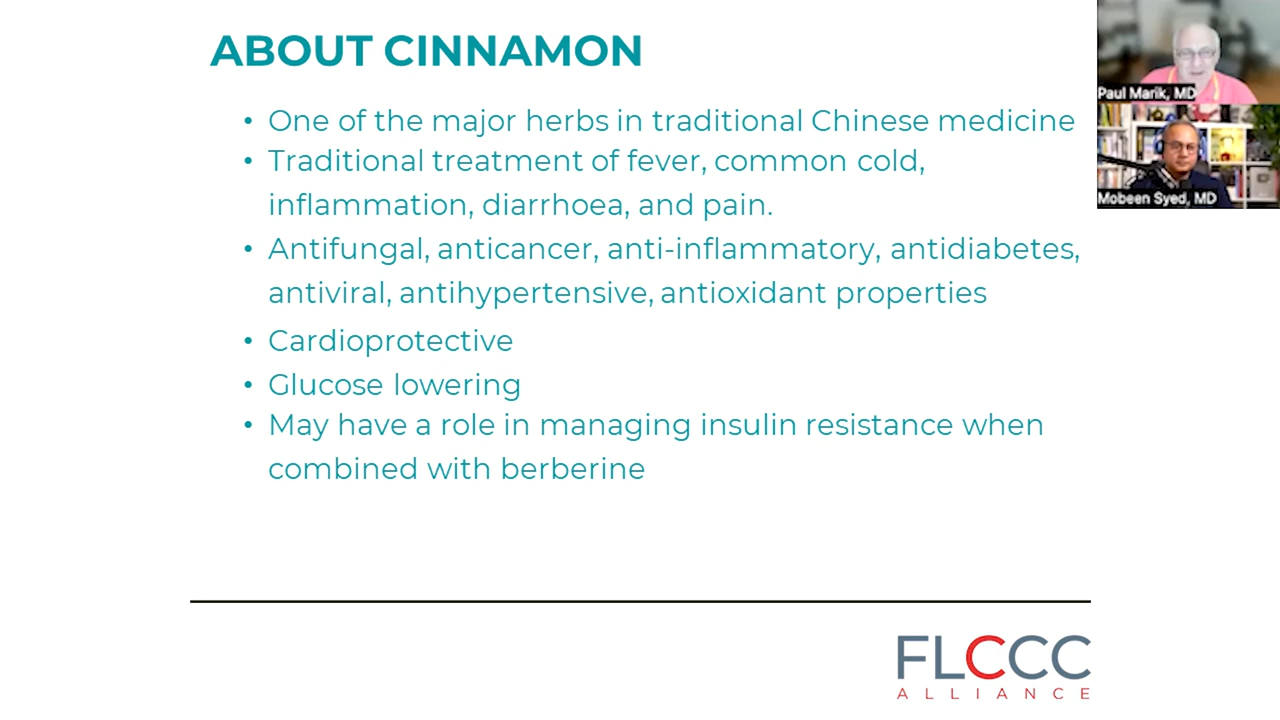 ABOUT CINNAMON
• One of the major herbs in traditional Chinese medicine
• Traditional treatment of fever, common cold,
inflammation, diarrhoea, and pain.
• Antifungal, anticancer, anti-inflammatory, antidiabetes,
antiviral, antihypertensive, antioxidant properties
• Cardioprotective
• Glucose lowering
• May have a role in managing insulin resistance when
combined with berberine
Paul Marik, MD
Mobeen Syed, MD
FLCCC
ALLIANCE